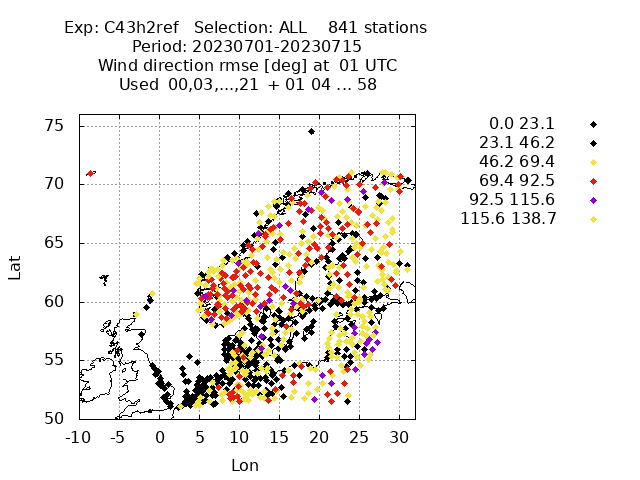 Exp: C43h2ref   Selection: ALL    841 stations
Period: 20230701-20230715
Wind direction rmse [deg] at  01 UTC
Used  00,03,...,21  + 01 04 ... 58
0.0 23.1
23.1 46.2
46.2 69.4
69.4 92.5
92.5 115.6
115.6 138.7
75
70
65
60
55
50
Lat
-10 -5 0 5 10 15 20 25 30
Lon